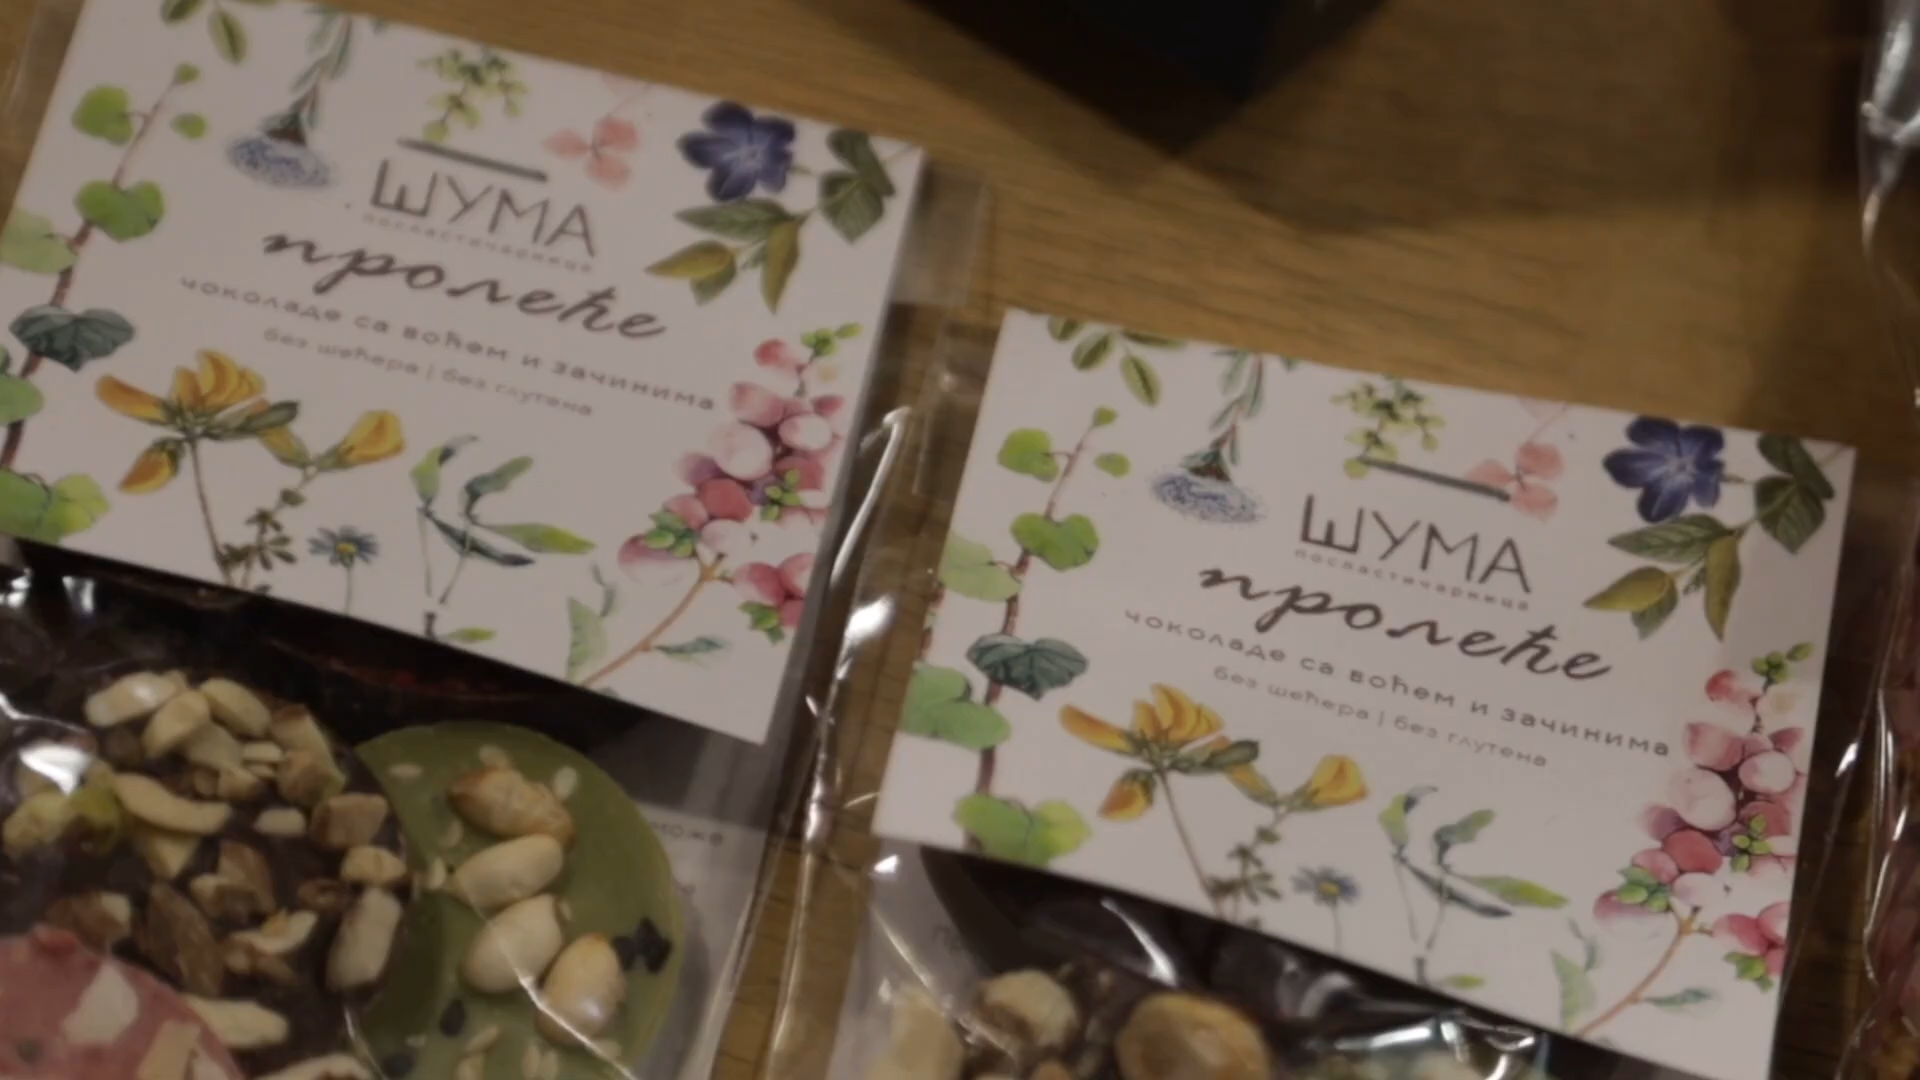 ШУМА
посластичарница
пролеће
чоколаде са воћем и зачинима
без шећера | без глутена
ШУМА
посластичарница
пролеће
чоколаде са воћем и зачинима
без шећера | без глутена
може